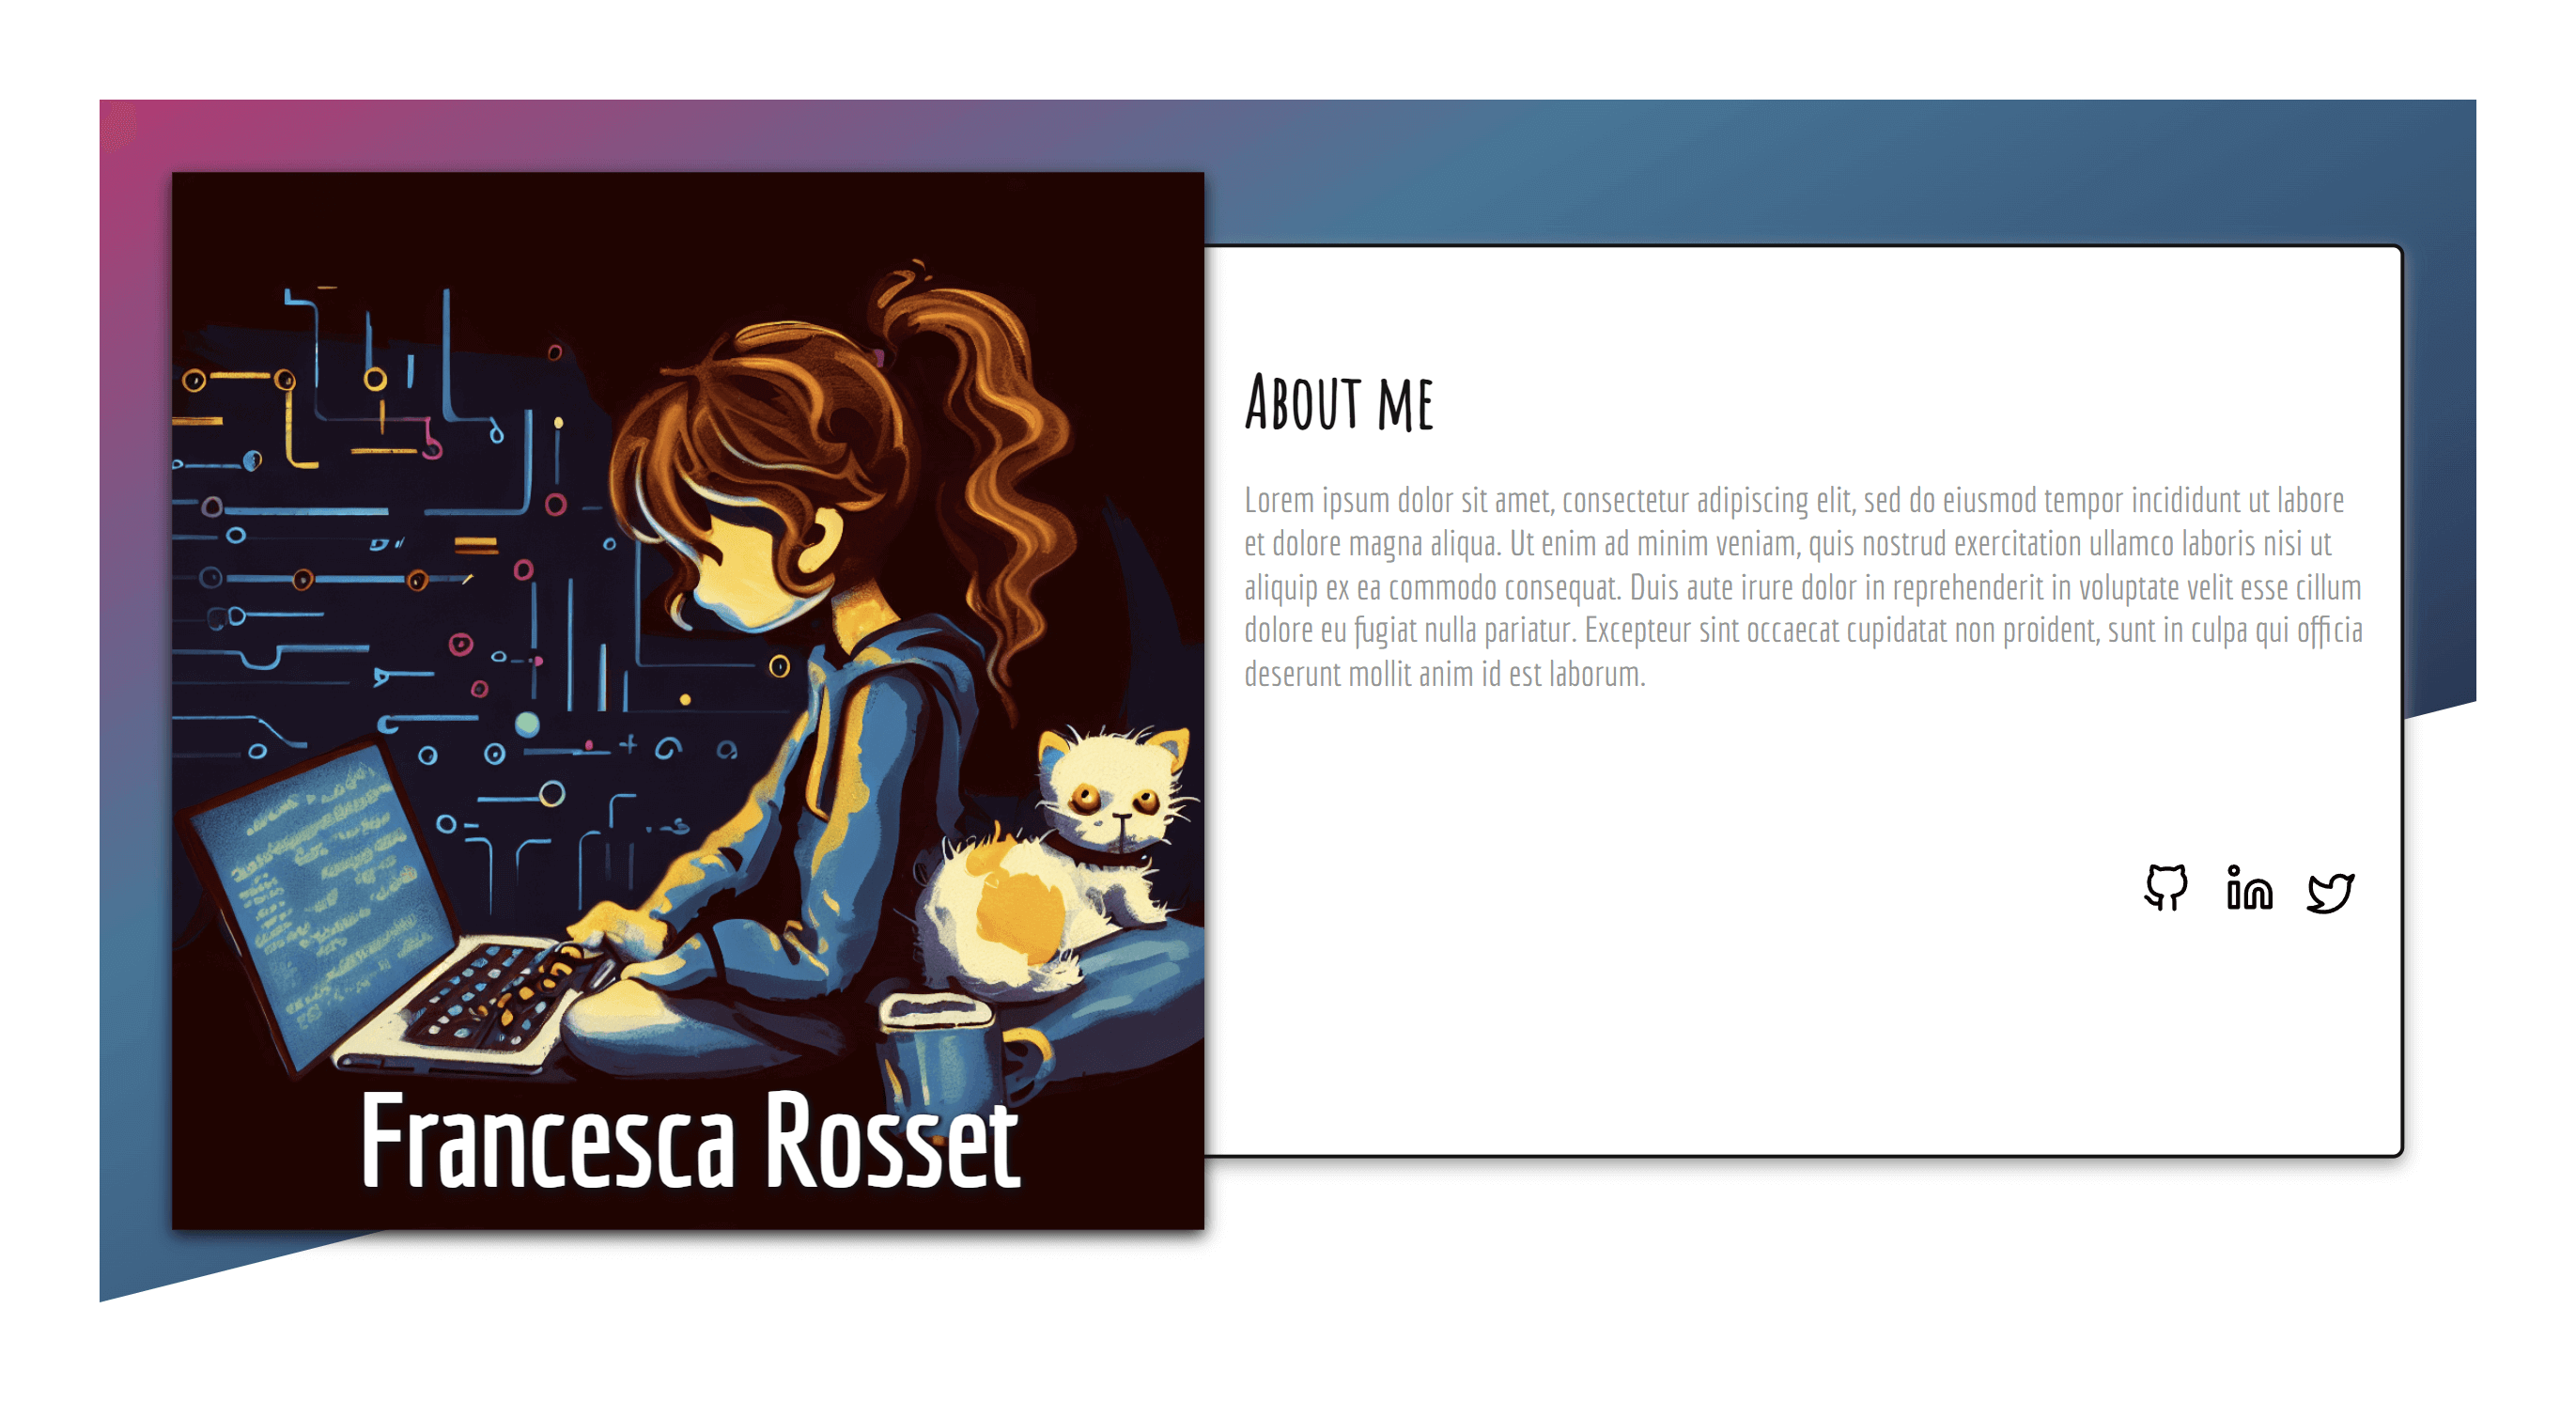 Francesca Rosset
About me
Lorem ipsum dolor sit amet, consectetur adipiscing elit, sed do eiusmod tempor incididunt ut labore
et dolore magna aliqua. Ut enim ad minim veniam, quis nostrud exercitation ullamco laboris nisi ut
aliquip ex ea commodo consequat. Duis aute irure dolor in reprehenderit in voluptate velit esse cillum
dolore eu fugiat nulla pariatur. Excepteur sint occaecat cupidatat non proident, sunt in culpa qui officia
deserunt mollit anim id est laborum.